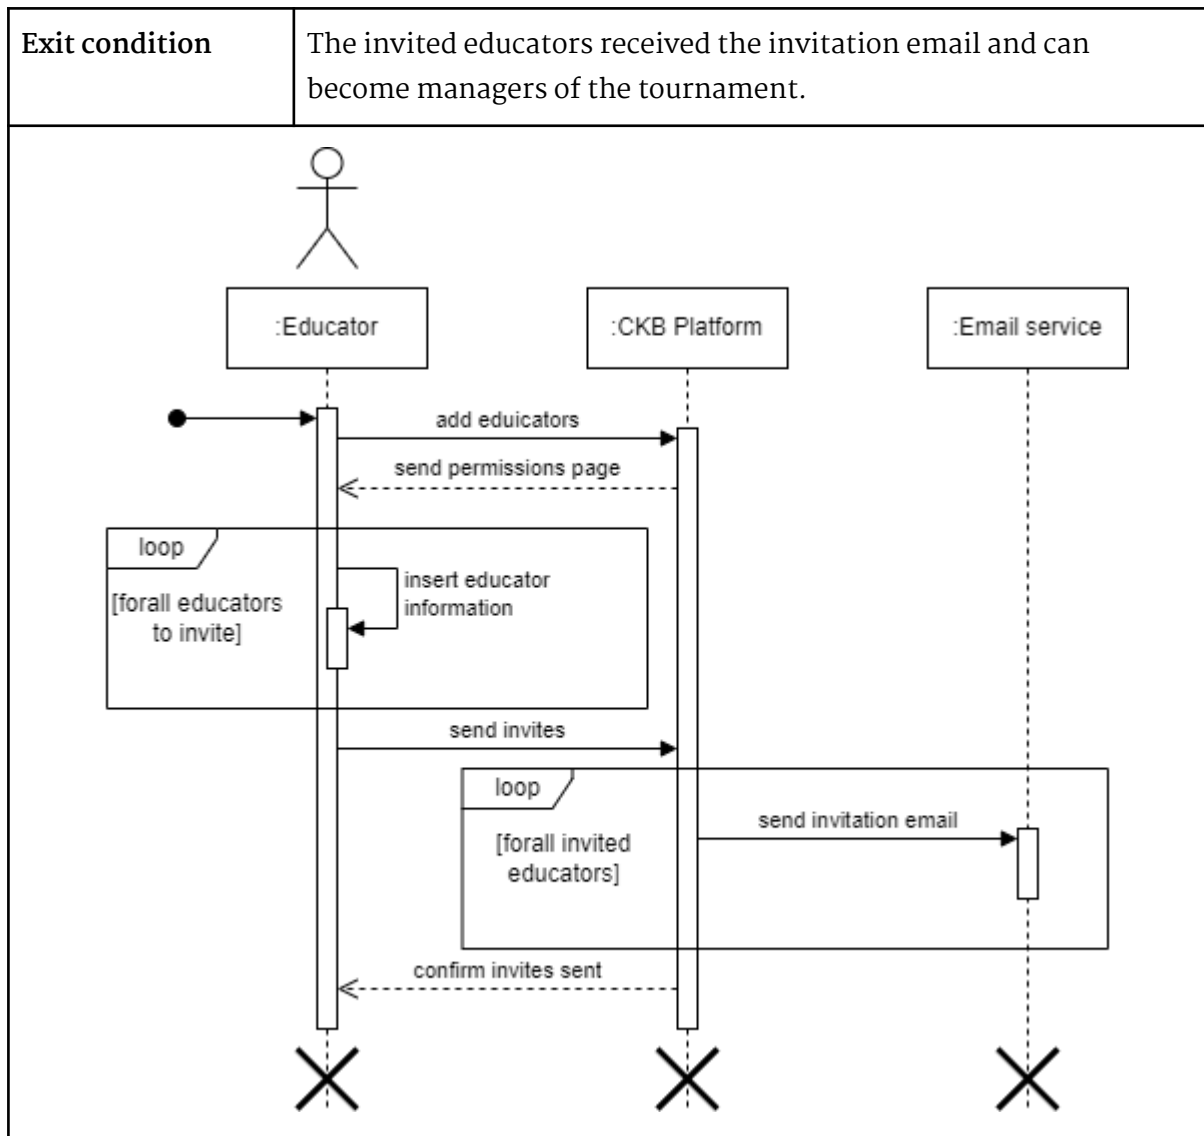 Exit condition
The invited educators received the invitation email and can
become managers of the tournament.
:Educator
:CKB Platform
:Email service
add eduicators
send permissions page
loop
[forall educators
to invite]
insert educator
information
send invites
loop
[forall invited
educators]
send invitation email
confirm invites sent